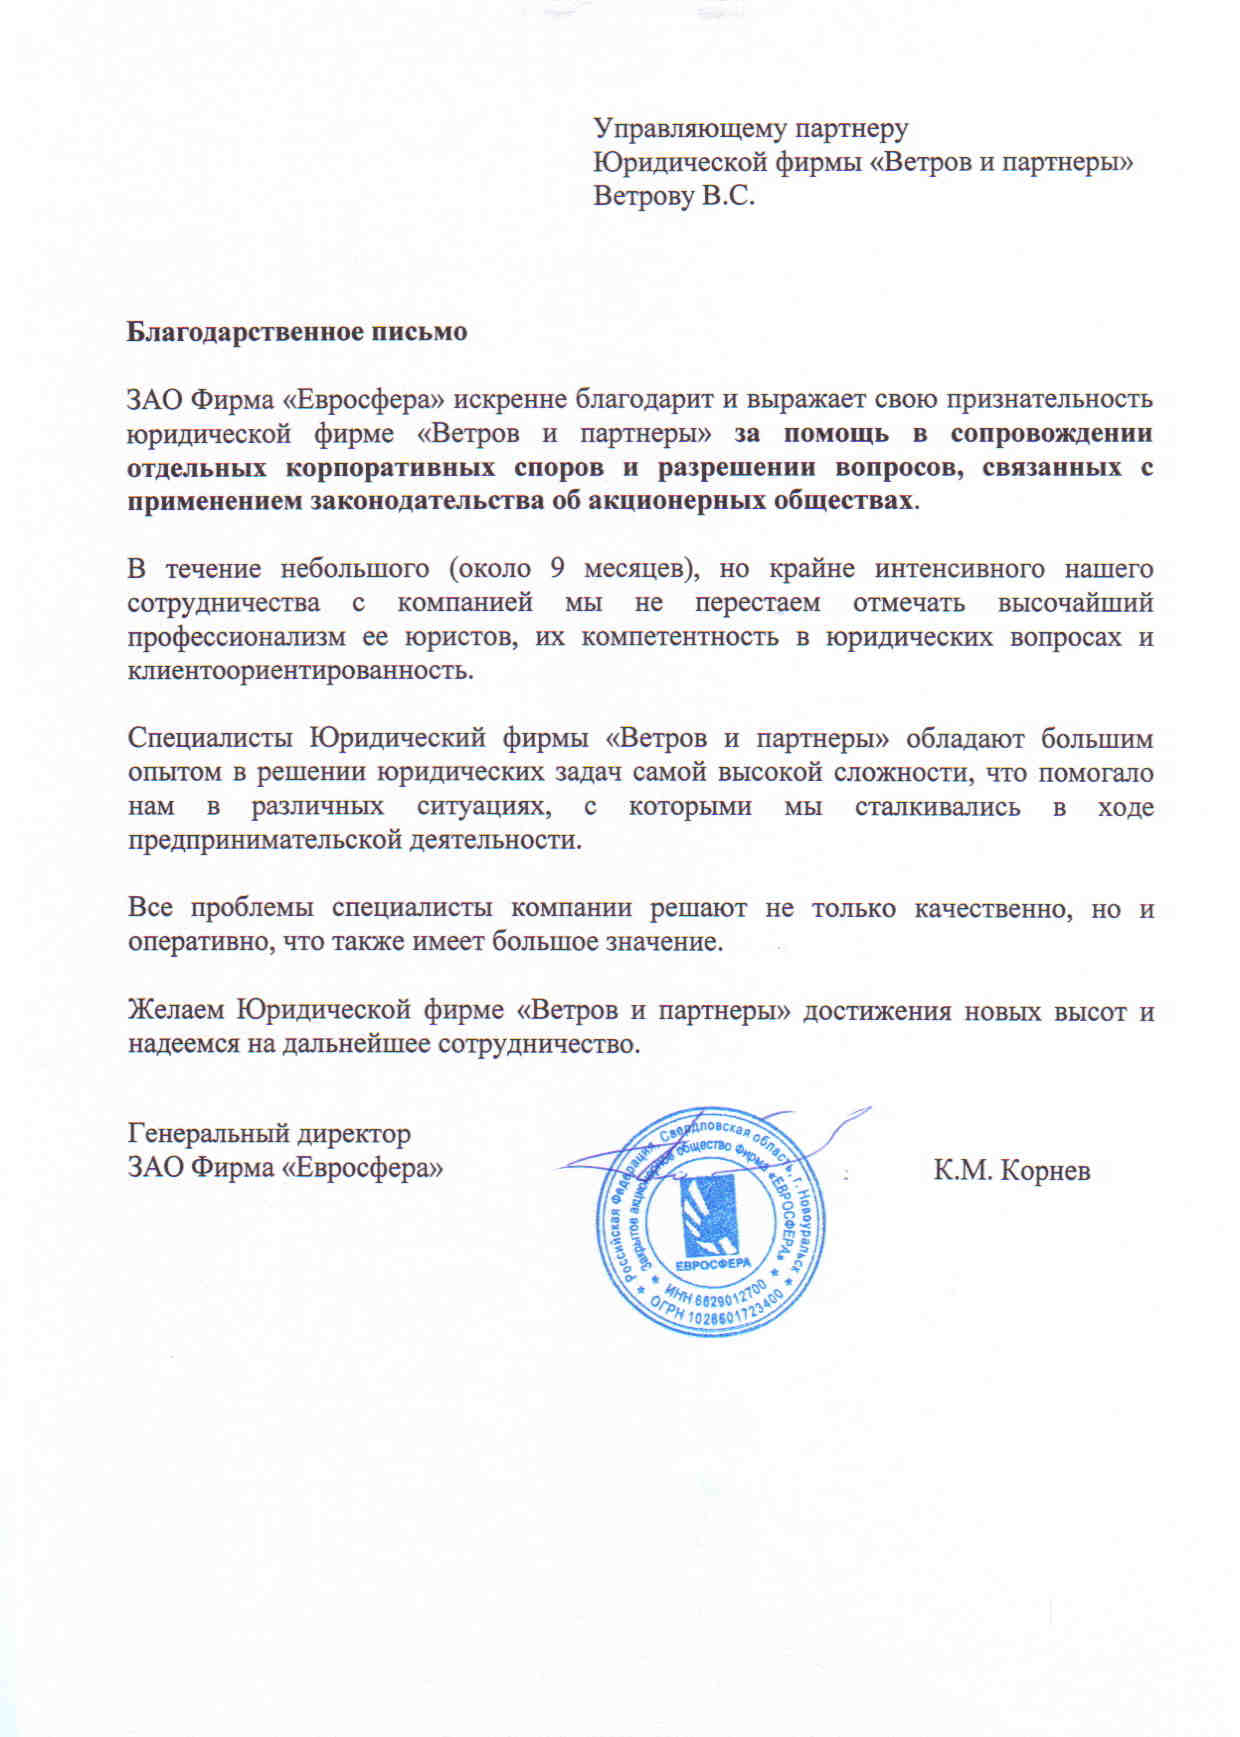 Управляющему партнеру
Юридической фирмы «Ветров и партнеры»
Ветрову В.С.
Благодарственное письмо
ЗАО Фирма «Евросфера» искренне благодарит и выражает свою признательность
юридической фирме «Ветров и партнеры» за помощь в сопровождении
отдельных корпоративных споров и разрешении вопросов, связанных с
применением законодательства об акционерных обществах.
В течение небольшого (около 9 месяцев), но крайне интенсивного нашего
сотрудничества с компанией мы не перестаем отмечать высочайший
профессионализм ее юристов, их компетентность в юридических вопросах и
клиентоориентированность.
Специалисты Юридический фирмы «Ветров и партнеры» обладают большим
опытом в решении юридических задач самой высокой сложности, что помогало
нам в различных ситуациях, с которыми мы сталкивались в ходе
предпринимательской деятельности.
Все проблемы специалисты компании решают не только качественно, но и
оперативно, что также имеет большое значение.
Желаем Юридической фирме «Ветров и партнеры» достижения новых высот и
надеемся на дальнейшее сотрудничество.
Генеральный директор
ЗАО Фирма «Евросфера»
К.М. Корнев
Российская Федерация, Свердловская область, г. Новоуральск
Закрытое акционерное общество Фирма «ЕВРОСФЕРА»
ЕВРОСФЕРА
ИНН 6629012700
ОГРН 1026601723400